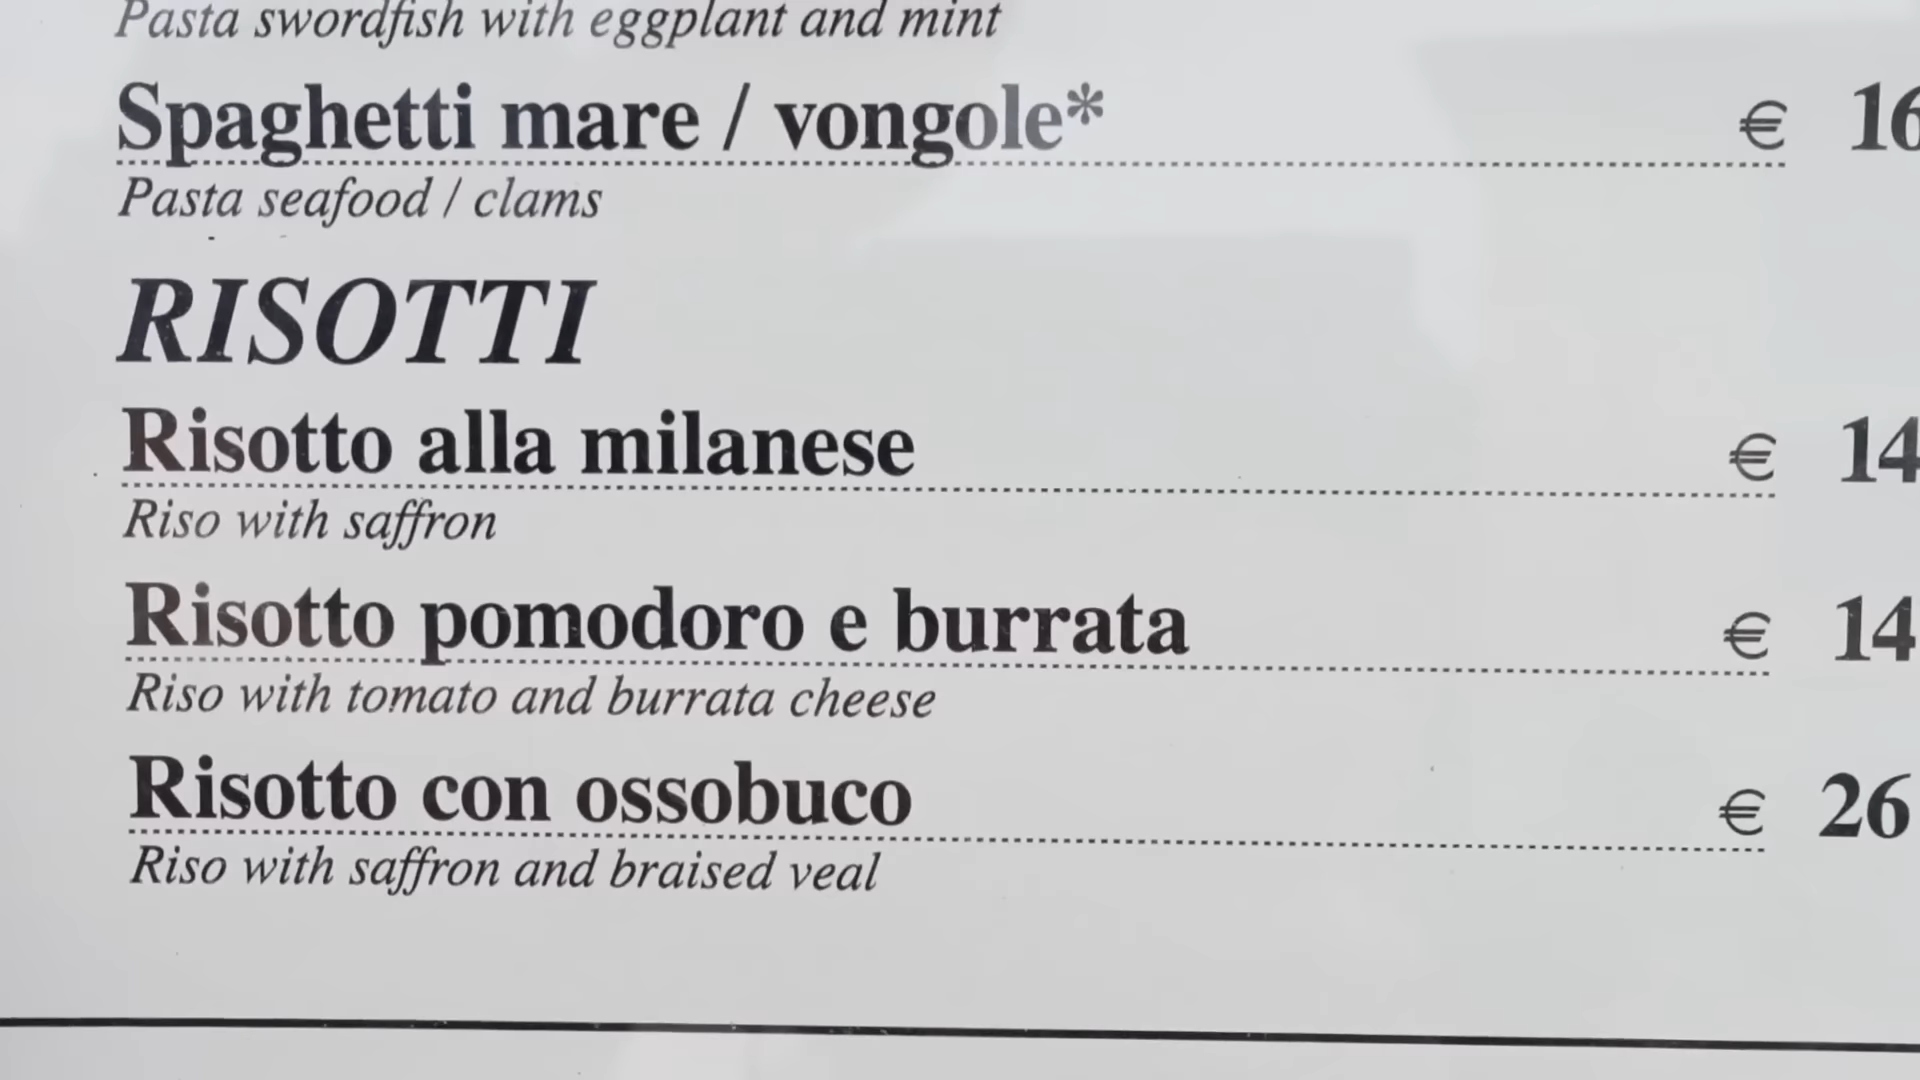 Pasta swordfish with eggplant and mint
Spaghetti mare / vongole* € 16
Pasta seafood / clams
RISOTTI
Risotto alla milanese € 14
Riso with saffron
Risotto pomodoro e burrata € 14
Riso with tomato and burrata cheese
Risotto con ossobuco € 26
Riso with saffron and braised veal